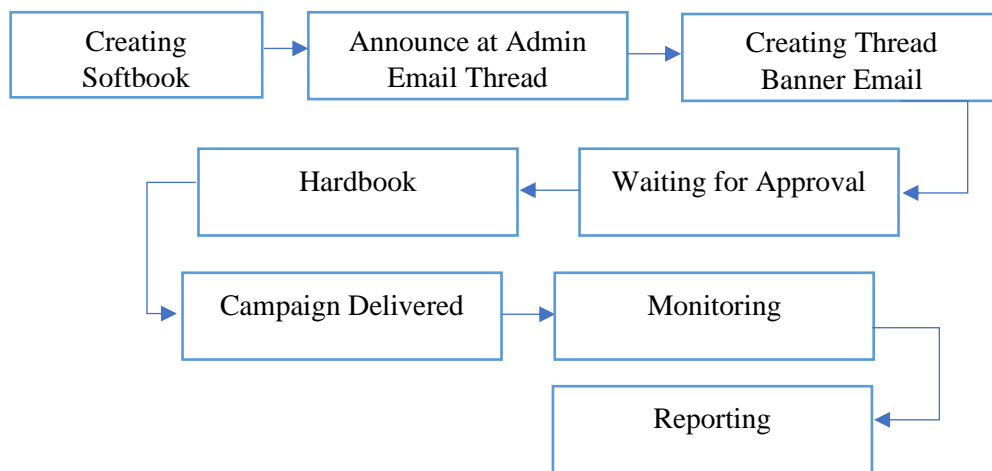 Creating
Softbook
Announce at Admin
Email Thread
Creating Thread
Banner Email
Hardbook
Waiting for Approval
Campaign Delivered
Monitoring
Reporting